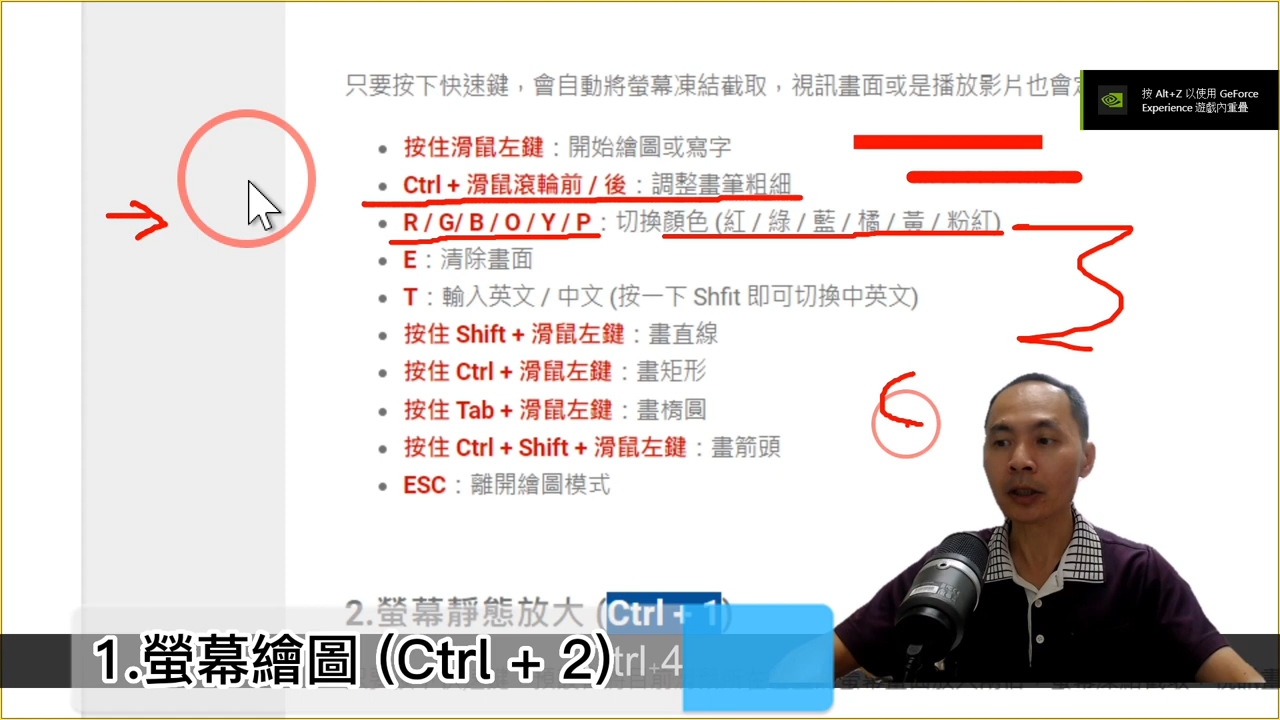 只要按下快速鍵，會自動將螢幕凍結截取，視訊畫面或是播放影片也會
按 Alt+Z 以使用 GeForce
Experience 遊戲內重疊
按住滑鼠左鍵：開始繪圖或寫字
Ctrl + 滑鼠滾輪前 / 後：調整畫筆粗細
R / G/ B / O / Y / P：切換顏色 (紅 / 綠 / 藍 / 橘 / 黃 / 粉紅)
E：清除畫面
T：輸入英文 / 中文 (按一下 Shfit 即可切換中英文)
按住 Shift + 滑鼠左鍵：畫直線
按住 Ctrl + 滑鼠左鍵：畫矩形
按住 Tab + 滑鼠左鍵：畫橢圓
按住 Ctrl + Shift + 滑鼠左鍵：畫箭頭
ESC：離開繪圖模式
2.螢幕靜態放大 (Ctrl + 1)
1.螢幕繪圖 (Ctrl + 2)
trl+4